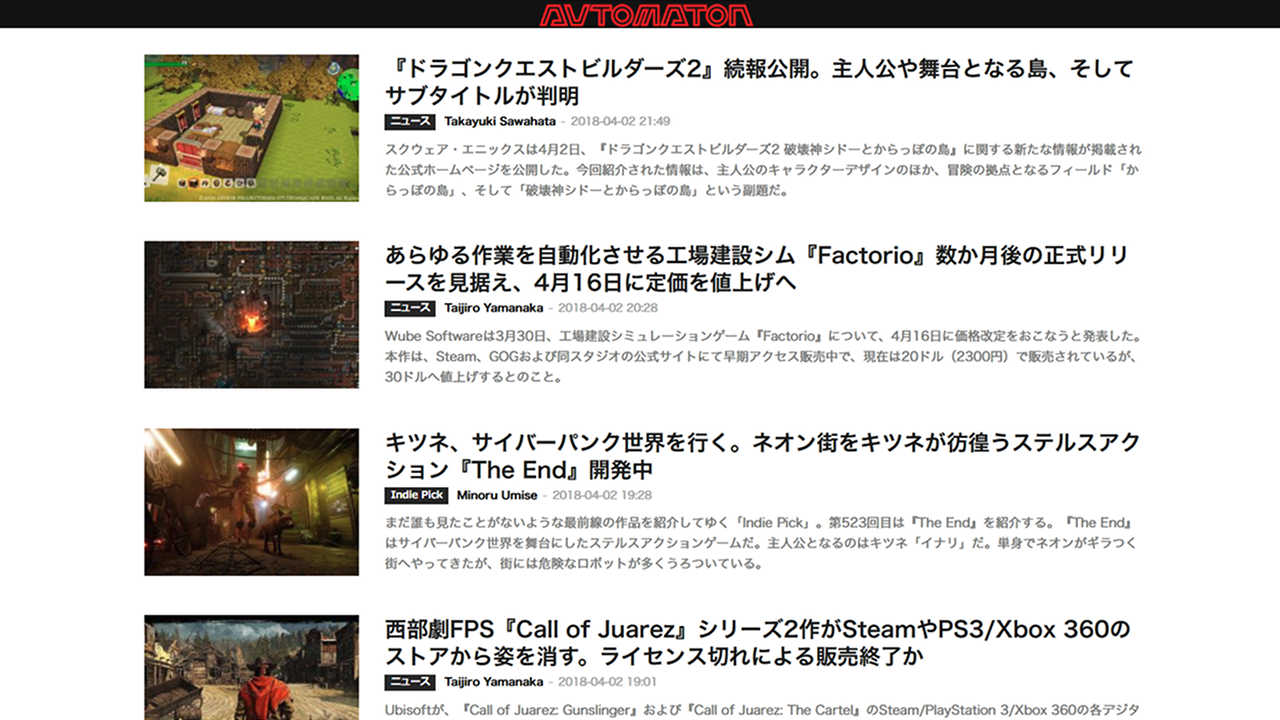 AVTOMATON
『ドラゴンクエストビルダーズ2』続報公開。主人公や舞台となる島、そして
サブタイトルが判明
ニュース Takayuki Sawahata - 2018-04-02 21:49
スクウェア・エニックスは4月2日、『ドラゴンクエストビルダーズ2 破壊神シドーとからっぽの島』に関する新たな情報が掲載され
た公式ホームページを公開した。今回紹介された情報は、主人公のキャラクターデザインのほか、冒険の拠点となるフィールド「か
らっぽの島」、そして「破壊神シドーとからっぽの島」という副題だ。
あらゆる作業を自動化させる工場建設シム『Factorio』数か月後の正式リリ
ースを見据え、4月16日に定価を値上げへ
ニュース Taijiro Yamanaka - 2018-04-02 20:28
Wube Softwareは3月30日、工場建設シミュレーションゲーム『Factorio』について、4月16日に価格改定をおこなうと発表した。
本作は、Steam、GOGおよび同スタジオの公式サイトにて早期アクセス販売中で、現在は20ドル（2300円）で販売されているが、
30ドルへ値上げするとのこと。
キツネ、サイバーパンク世界を行く。ネオン街をキツネが彷徨うステルスアク
ション『The End』開発中
Indie Pick Minoru Umise - 2018-04-02 19:28
まだ誰も見たことがないような最前線の作品を紹介してゆく「Indie Pick」。第523回目は『The End』を紹介する。『The End』
はサイバーパンク世界を舞台にしたステルスアクションゲームだ。主人公となるのはキツネ「イナリ」だ。単身でネオンがギラつく
街へやってきたが、街には危険なロボットが多くうろついている。
西部劇FPS『Call of Juarez』シリーズ2作がSteamやPS3/Xbox 360の
ストアから姿を消す。ライセンス切れによる販売終了か
ニュース Taijiro Yamanaka - 2018-04-02 19:01
Ubisoftが、『Call of Juarez: Gunslinger』および『Call of Juarez: The Cartel』のSteam/PlayStation 3/Xbox 360の各デジタ